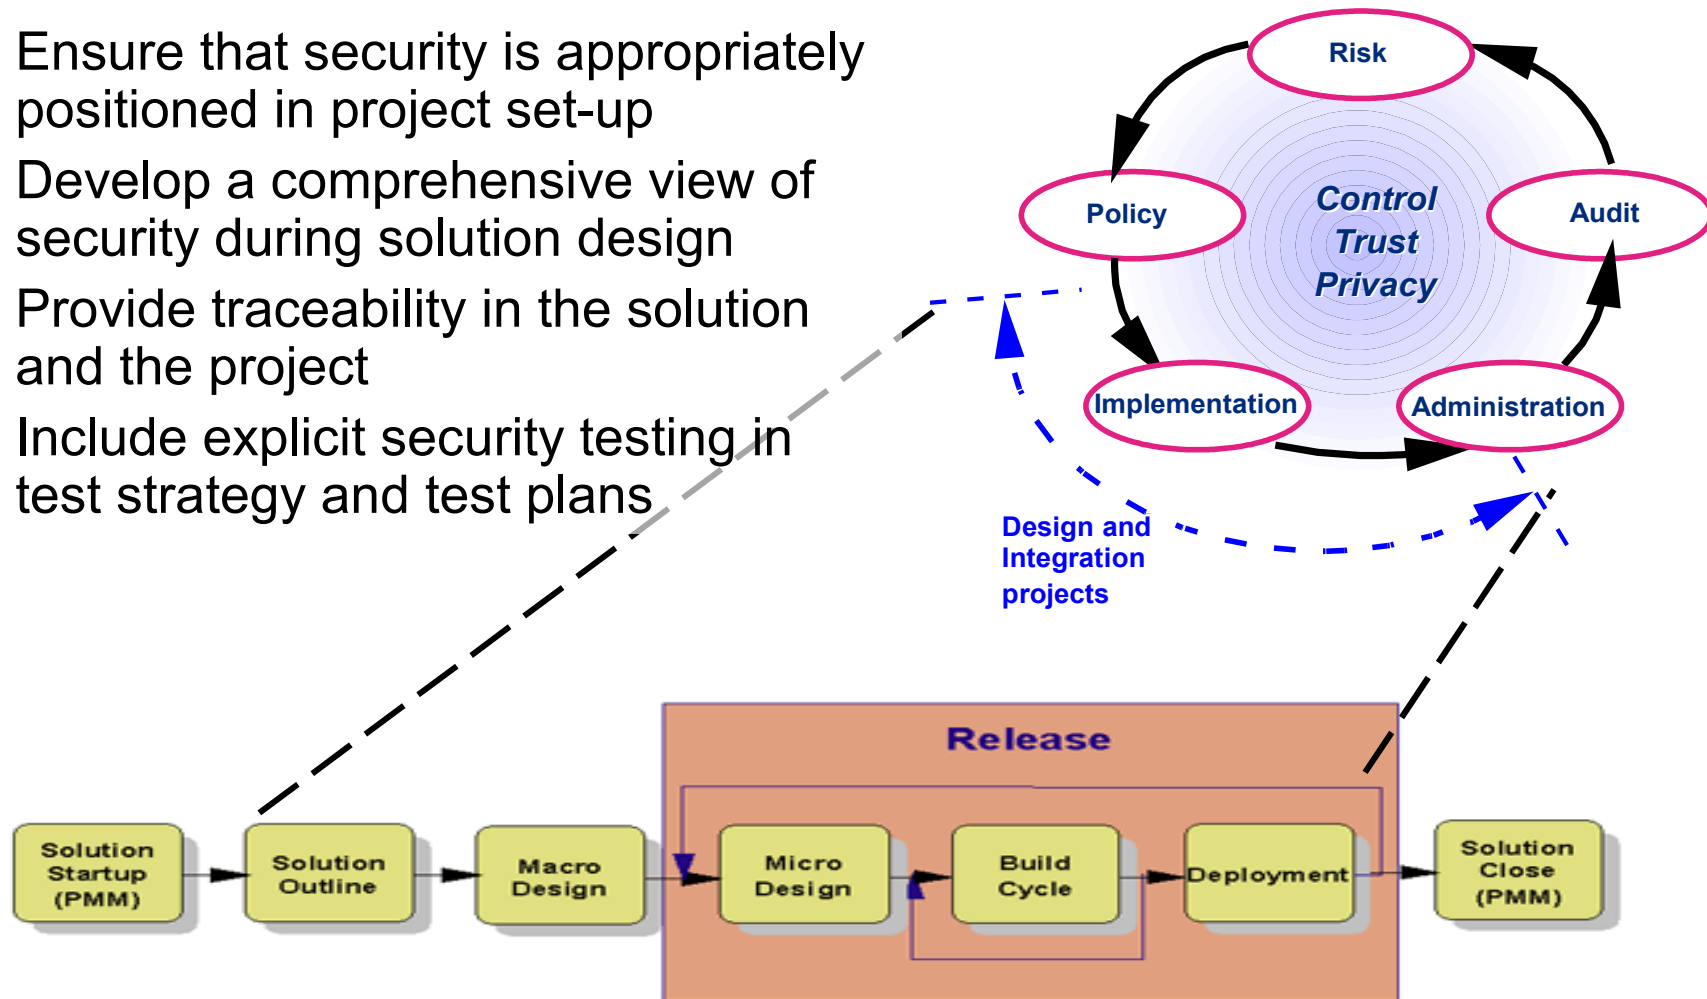 Ensure that security is appropriately
positioned in project set-up
Develop a comprehensive view of
security during solution design
Provide traceability in the solution
and the project
Include explicit security testing in
test strategy and test plans
Risk
Policy
Audit
Control
Trust
Privacy
Implementation
Administration
Design and
Integration
projects
Release
Solution
Startup
(PMM)
Solution
Outline
Macro
Design
Micro
Design
Build
Cycle
Deployment
Solution
Close
(PMM)